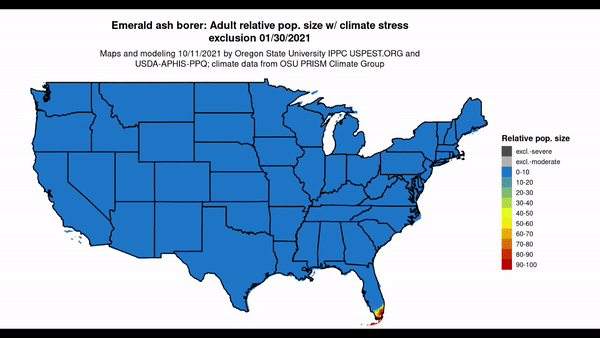 Emerald ash borer: Adult relative pop. size w/ climate stress
exclusion 01/30/2021
Maps and modeling 10/11/2021 by Oregon State University IPPC USPEST.ORG and
USDA-APHIS-PPQ; climate data from OSU PRISM Climate Group
Relative pop. size
excl.-severe
excl.-moderate
0-10
10-20
20-30
30-40
40-50
50-60
60-70
70-80
80-90
90-100